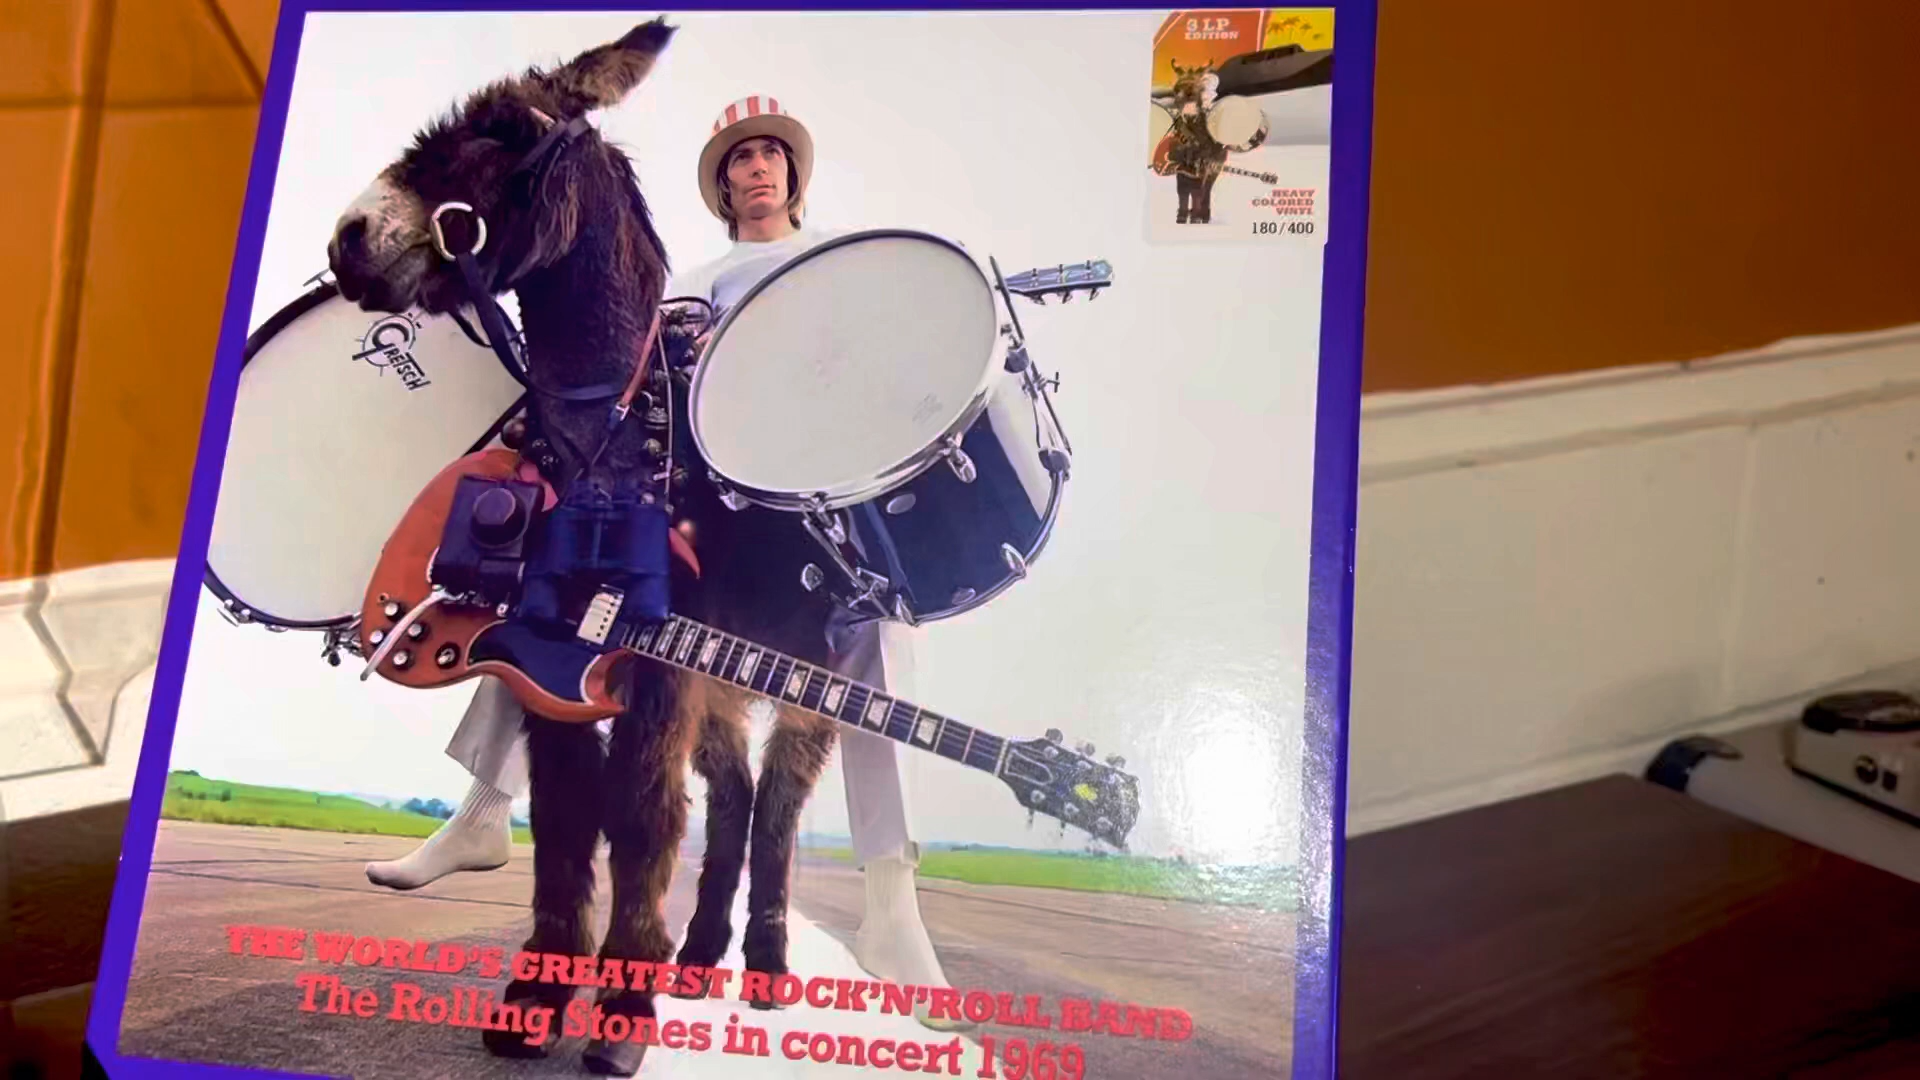 3 LP
EDITION
HEAVY
COLORED
VINYL
180/400
GRETSCH
THE WORLD'S GREATEST ROCK'N'ROLL BAND
The Rolling Stones in concert 1969